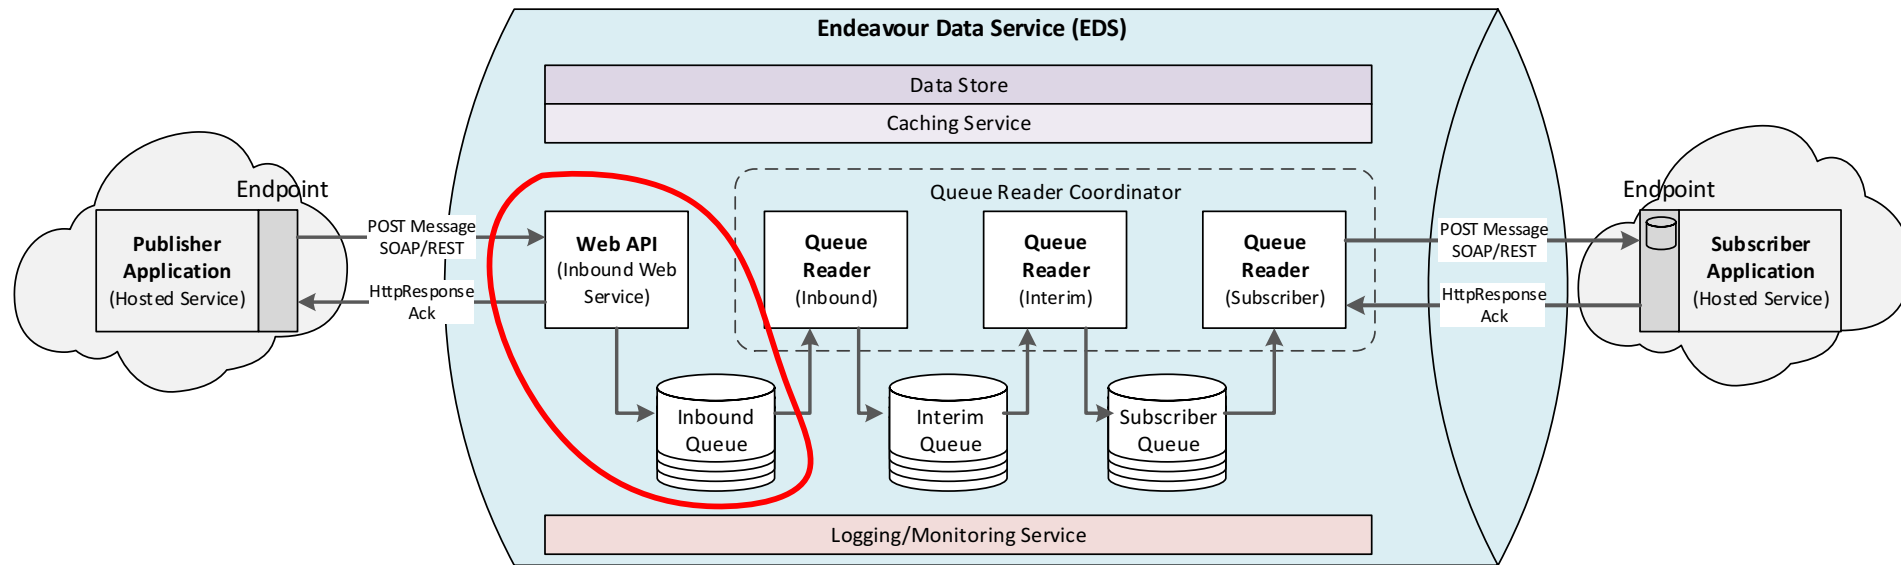 Endeavour Data Service (EDS)
Data Store
Caching Service
Endpoint
Publisher
Application
(Hosted Service)
POST Message
SOAP/REST
HttpResponse
Ack
Web API
(Inbound Web
Service)
Queue Reader Coordinator
Queue
Reader
(Inbound)
Queue
Reader
(Interim)
Queue
Reader
(Subscriber)
POST Message
SOAP/REST
HttpResponse
Ack
Endpoint
Subscriber
Application
(Hosted Service)
Inbound
Queue
Interim
Queue
Subscriber
Queue
Logging/Monitoring Service